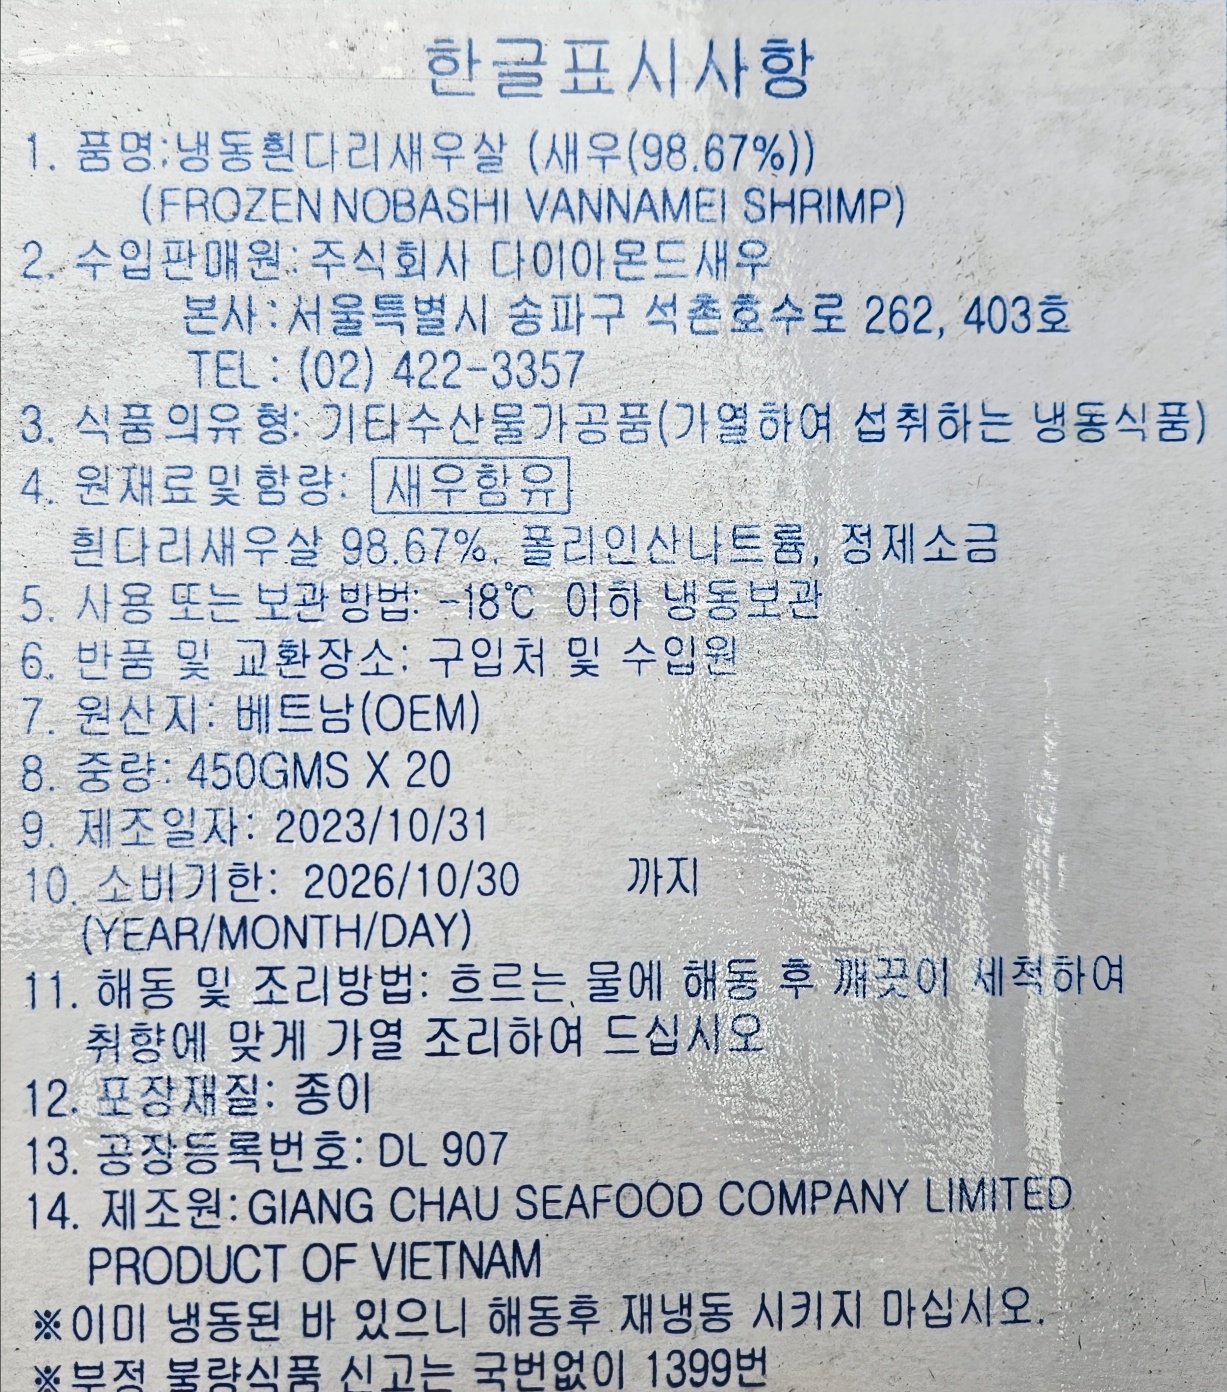 한글표시사항
1. 품명:냉동흰다리새우살 (새우(98.67%))
(FROZEN NOBASHI VANNAMEI SHRIMP)
2. 수입판매원: 주식회사 다이아몬드새우
본사: 서울특별시 송파구 석촌호수로 262, 403호
TEL : (02) 422-3357
3. 식품의유형: 기타수산물가공품(가열하여 섭취하는 냉동식품)
4. 원재료및함량: 새우함유
흰다리새우살 98.67%, 폴리인산나트륨, 정제소금
5. 사용 또는 보관방법: -18℃ 이하 냉동보관
6. 반품 및 교환장소: 구입처 및 수입원
7. 원산지: 베트남(OEM)
8. 중량: 450GMS X 20
9. 제조일자: 2023/10/31
10. 소비기한: 2026/10/30 까지
(YEAR/MONTH/DAY)
11. 해동 및 조리방법: 흐르는 물에 해동 후 깨끗이 세척하여
취향에 맞게 가열 조리하여 드십시오
12. 포장재질: 종이
13. 공장등록번호: DL 907
14. 제조원: GIANG CHAU SEAFOOD COMPANY LIMITED
PRODUCT OF VIETNAM
※이미 냉동된 바 있으니 해동후 재냉동 시키지 마십시오.
※부정 불량식품 신고는 국번없이 1399번